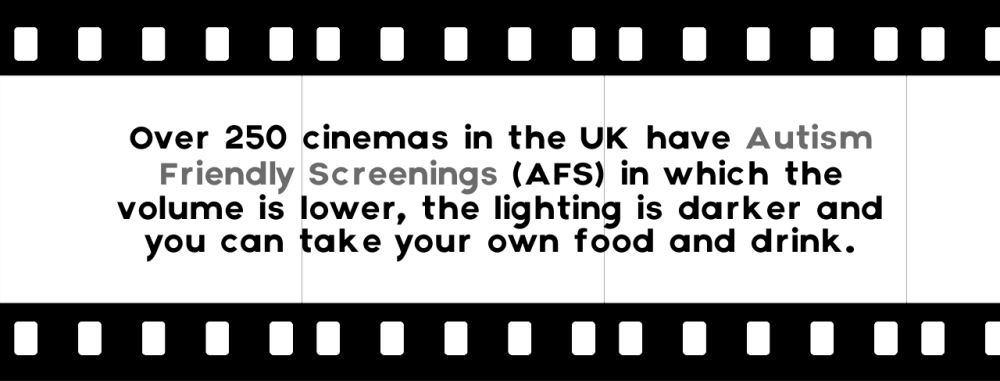 Over 250 cinemas in the UK have Autism
Friendly Screenings (AFS) in which the
volume is lower, the lighting is darker and
you can take your own food and drink.